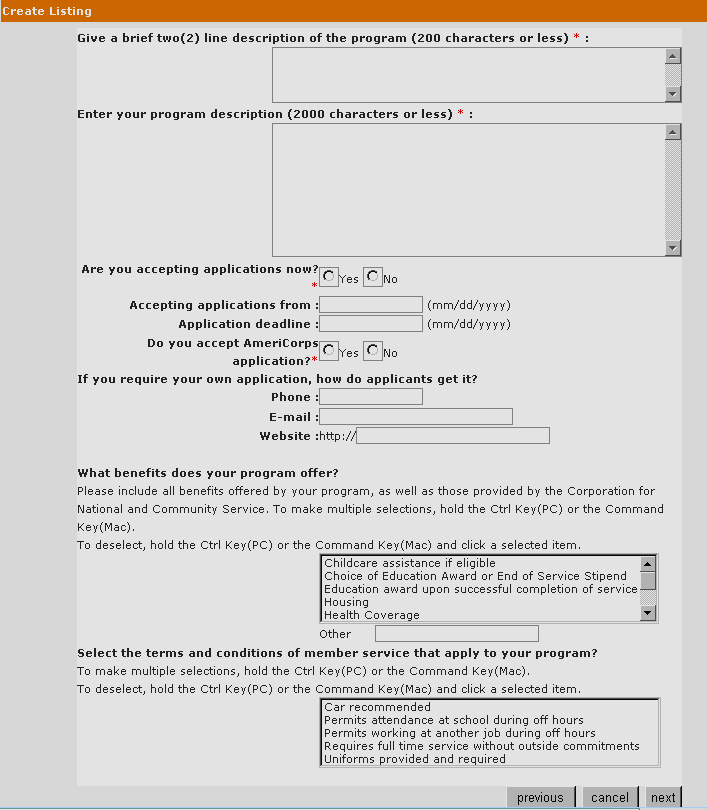 Create Listing
Give a brief two(2) line description of the program (200 characters or less) * :
Enter your program description (2000 characters or less) * :
Are you accepting applications now?
* Yes No
Accepting applications from : (mm/dd/yyyy)
Application deadline : (mm/dd/yyyy)
Do you accept AmeriCorps
application?* Yes No
If you require your own application, how do applicants get it?
Phone :
E-mail :
Website :http://
What benefits does your program offer?
Please include all benefits offered by your program, as well as those provided by the Corporation for
National and Community Service. To make multiple selections, hold the Ctrl Key(PC) or the Command
Key(Mac).
To deselect, hold the Ctrl Key(PC) or the Command Key(Mac) and click a selected item.
Childcare assistance if eligible
Choice of Education Award or End of Service Stipend
Education award upon successful completion of service
Housing
Health Coverage
Other
Select the terms and conditions of member service that apply to your program?
To make multiple selections, hold the Ctrl Key(PC) or the Command Key(Mac).
To deselect, hold the Ctrl Key(PC) or the Command Key(Mac) and click a selected item.
Car recommended
Permits attendance at school during off hours
Permits working at another job during off hours
Requires full time service without outside commitments
Uniforms provided and required
previous cancel next